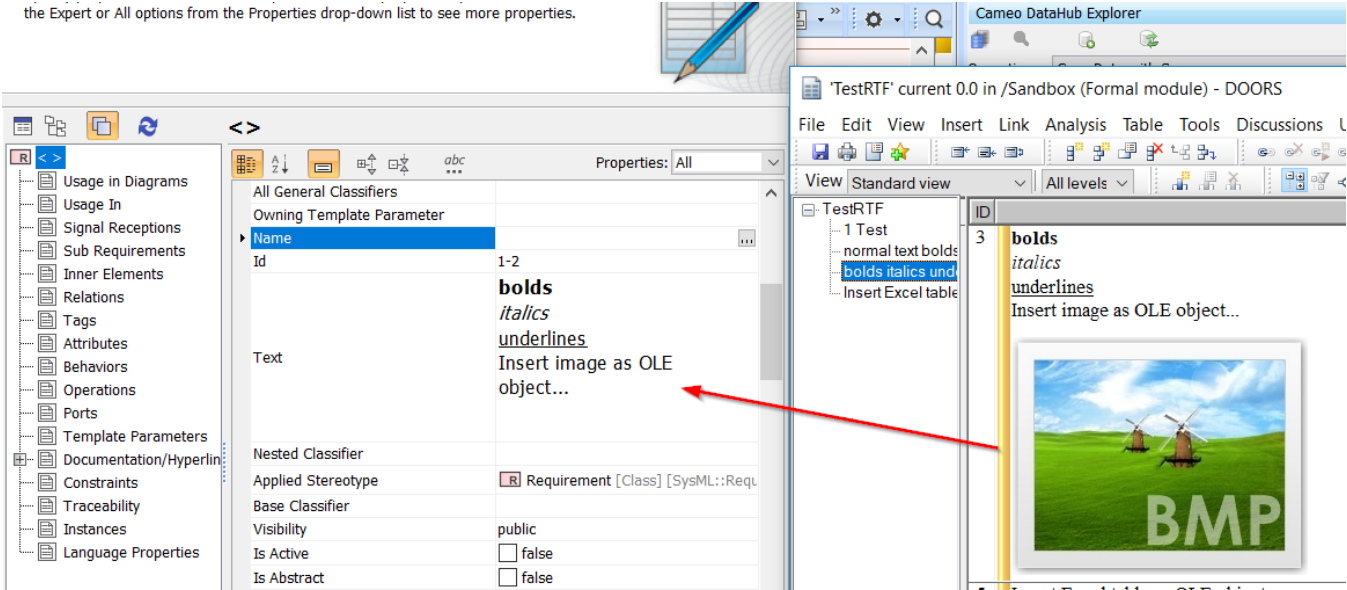 the Expert or All options from the Properties drop-down list to see more properties.
< >
R < >
Usage in Diagrams
Usage In
Signal Receptions
Sub Requirements
Inner Elements
Relations
Tags
Attributes
Behaviors
Operations
Ports
Template Parameters
Documentation/Hyperlin
Constraints
Traceability
Instances
Language Properties
abc
Properties: All
All General Classifiers
Owning Template Parameter
Name ...
Id 1-2
Text
bolds
italics
underlines
Insert image as OLE
object...
Nested Classifier
Applied Stereotype R Requirement [Class] [SysML::Requ
Base Classifier
Visibility public
Is Active false
Is Abstract false
Cameo DataHub Explorer
'TestRTF' current 0.0 in /Sandbox (Formal module) - DOORS
File Edit View Insert Link Analysis Table Tools Discussions
View Standard view All levels
TestRTF
1 Test
normal text bolds
bolds italics unde
Insert Excel table
ID
3 bolds
italics
underlines
Insert image as OLE object...
BMP